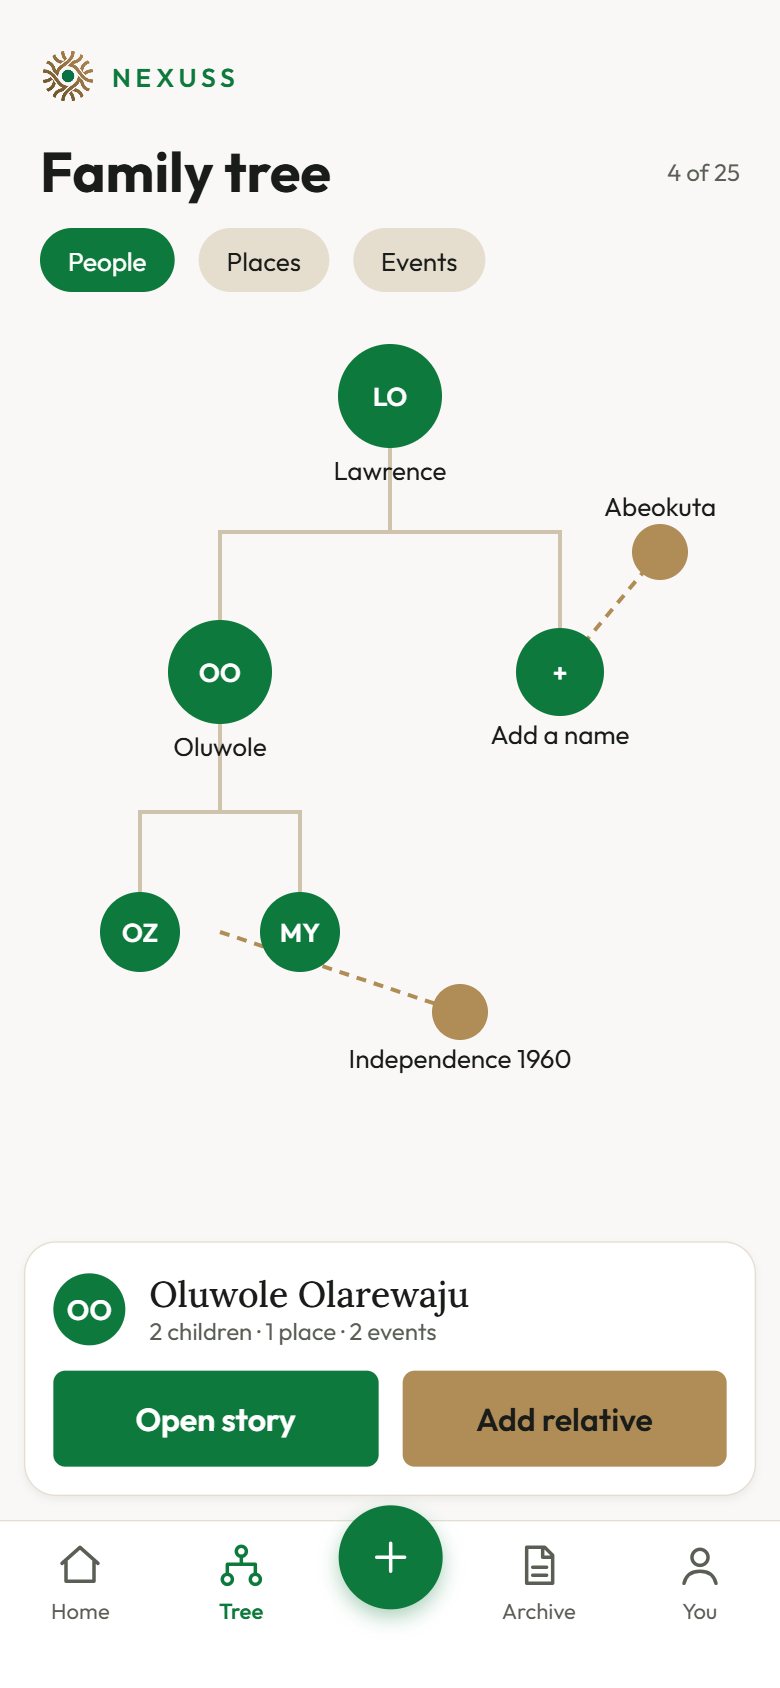 NEXUSS
Family tree
4 of 25
People
Places
Events
LO
Lawrence
Abeokuta
OO
+
Oluwole
Add a name
OZ
MY
Independence 1960
OO
Oluwole Olarewaju
2 children · 1 place · 2 events
Open story
Add relative
Home
Tree
Archive
You